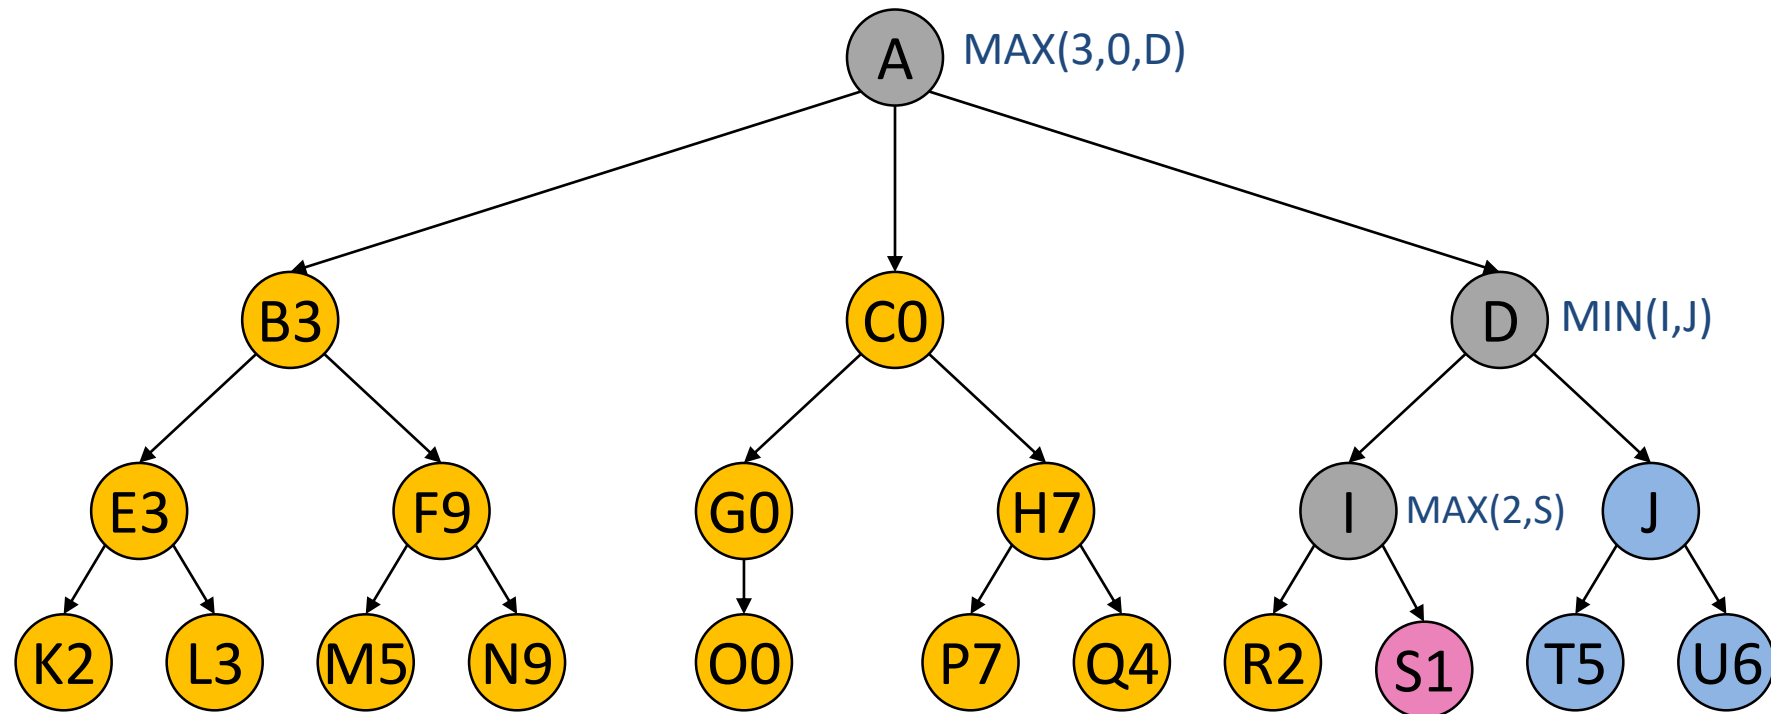 A MAX(3,0,D)
B3 C0 D MIN(I,J)
E3 F9 G0 H7 I MAX(2,S) J
K2 L3 M5 N9 O0 P7 Q4 R2 S1 T5 U6